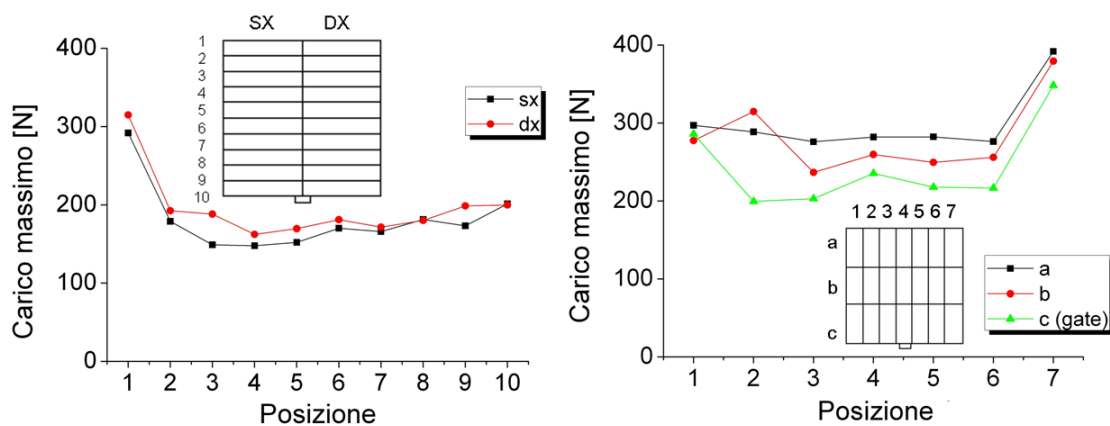 SX DX
1
2
3
4
5
6
7
8
9
10
sx
dx
400
300
200
100
0
Carico massimo [N]
1 2 3 4 5 6 7 8 9 10
Posizione
400
300
200
100
0
Carico massimo [N]
1 2 3 4 5 6 7
a
b
c
a
b
c (gate)
1 2 3 4 5 6 7
Posizione